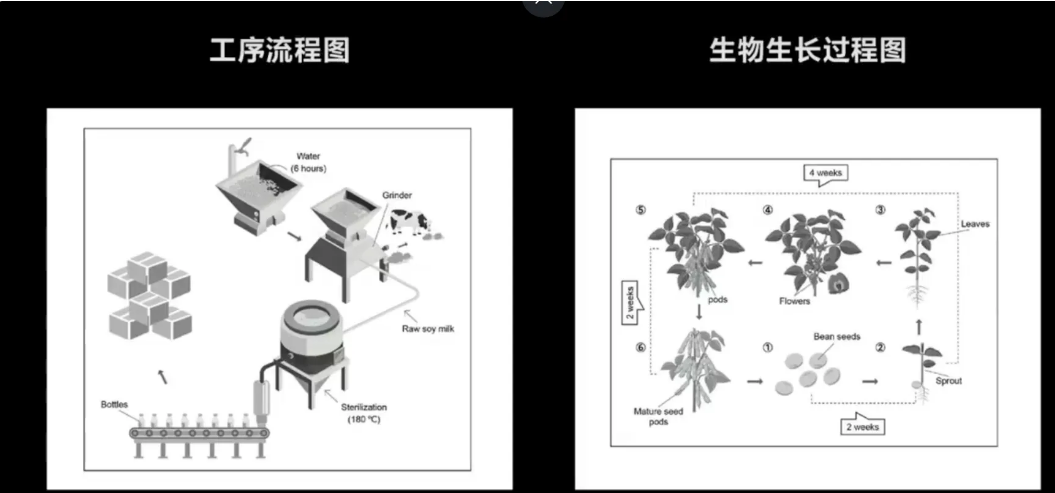 工序流程图
生物生长过程图
Water
(6 hours)
Grinder
Raw soy milk
Sterilization
(180 ℃)
Bottles
4 weeks
⑤
④
③
Leaves
pods
Flowers
2 weeks
⑥
①
Bean seeds
②
Sprout
Mature seed
pods
2 weeks